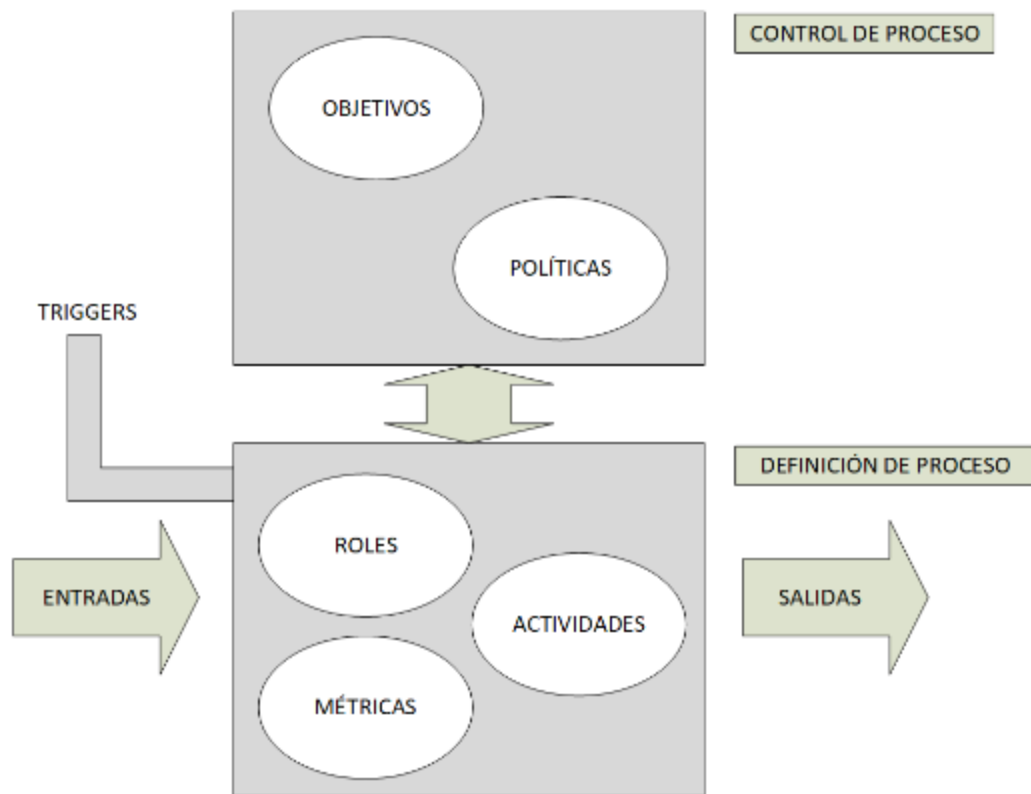 CONTROL DE PROCESO
OBJETIVOS
POLÍTICAS
TRIGGERS
DEFINICIÓN DE PROCESO
ROLES
ENTRADAS
ACTIVIDADES
SALIDAS
MÉTRICAS